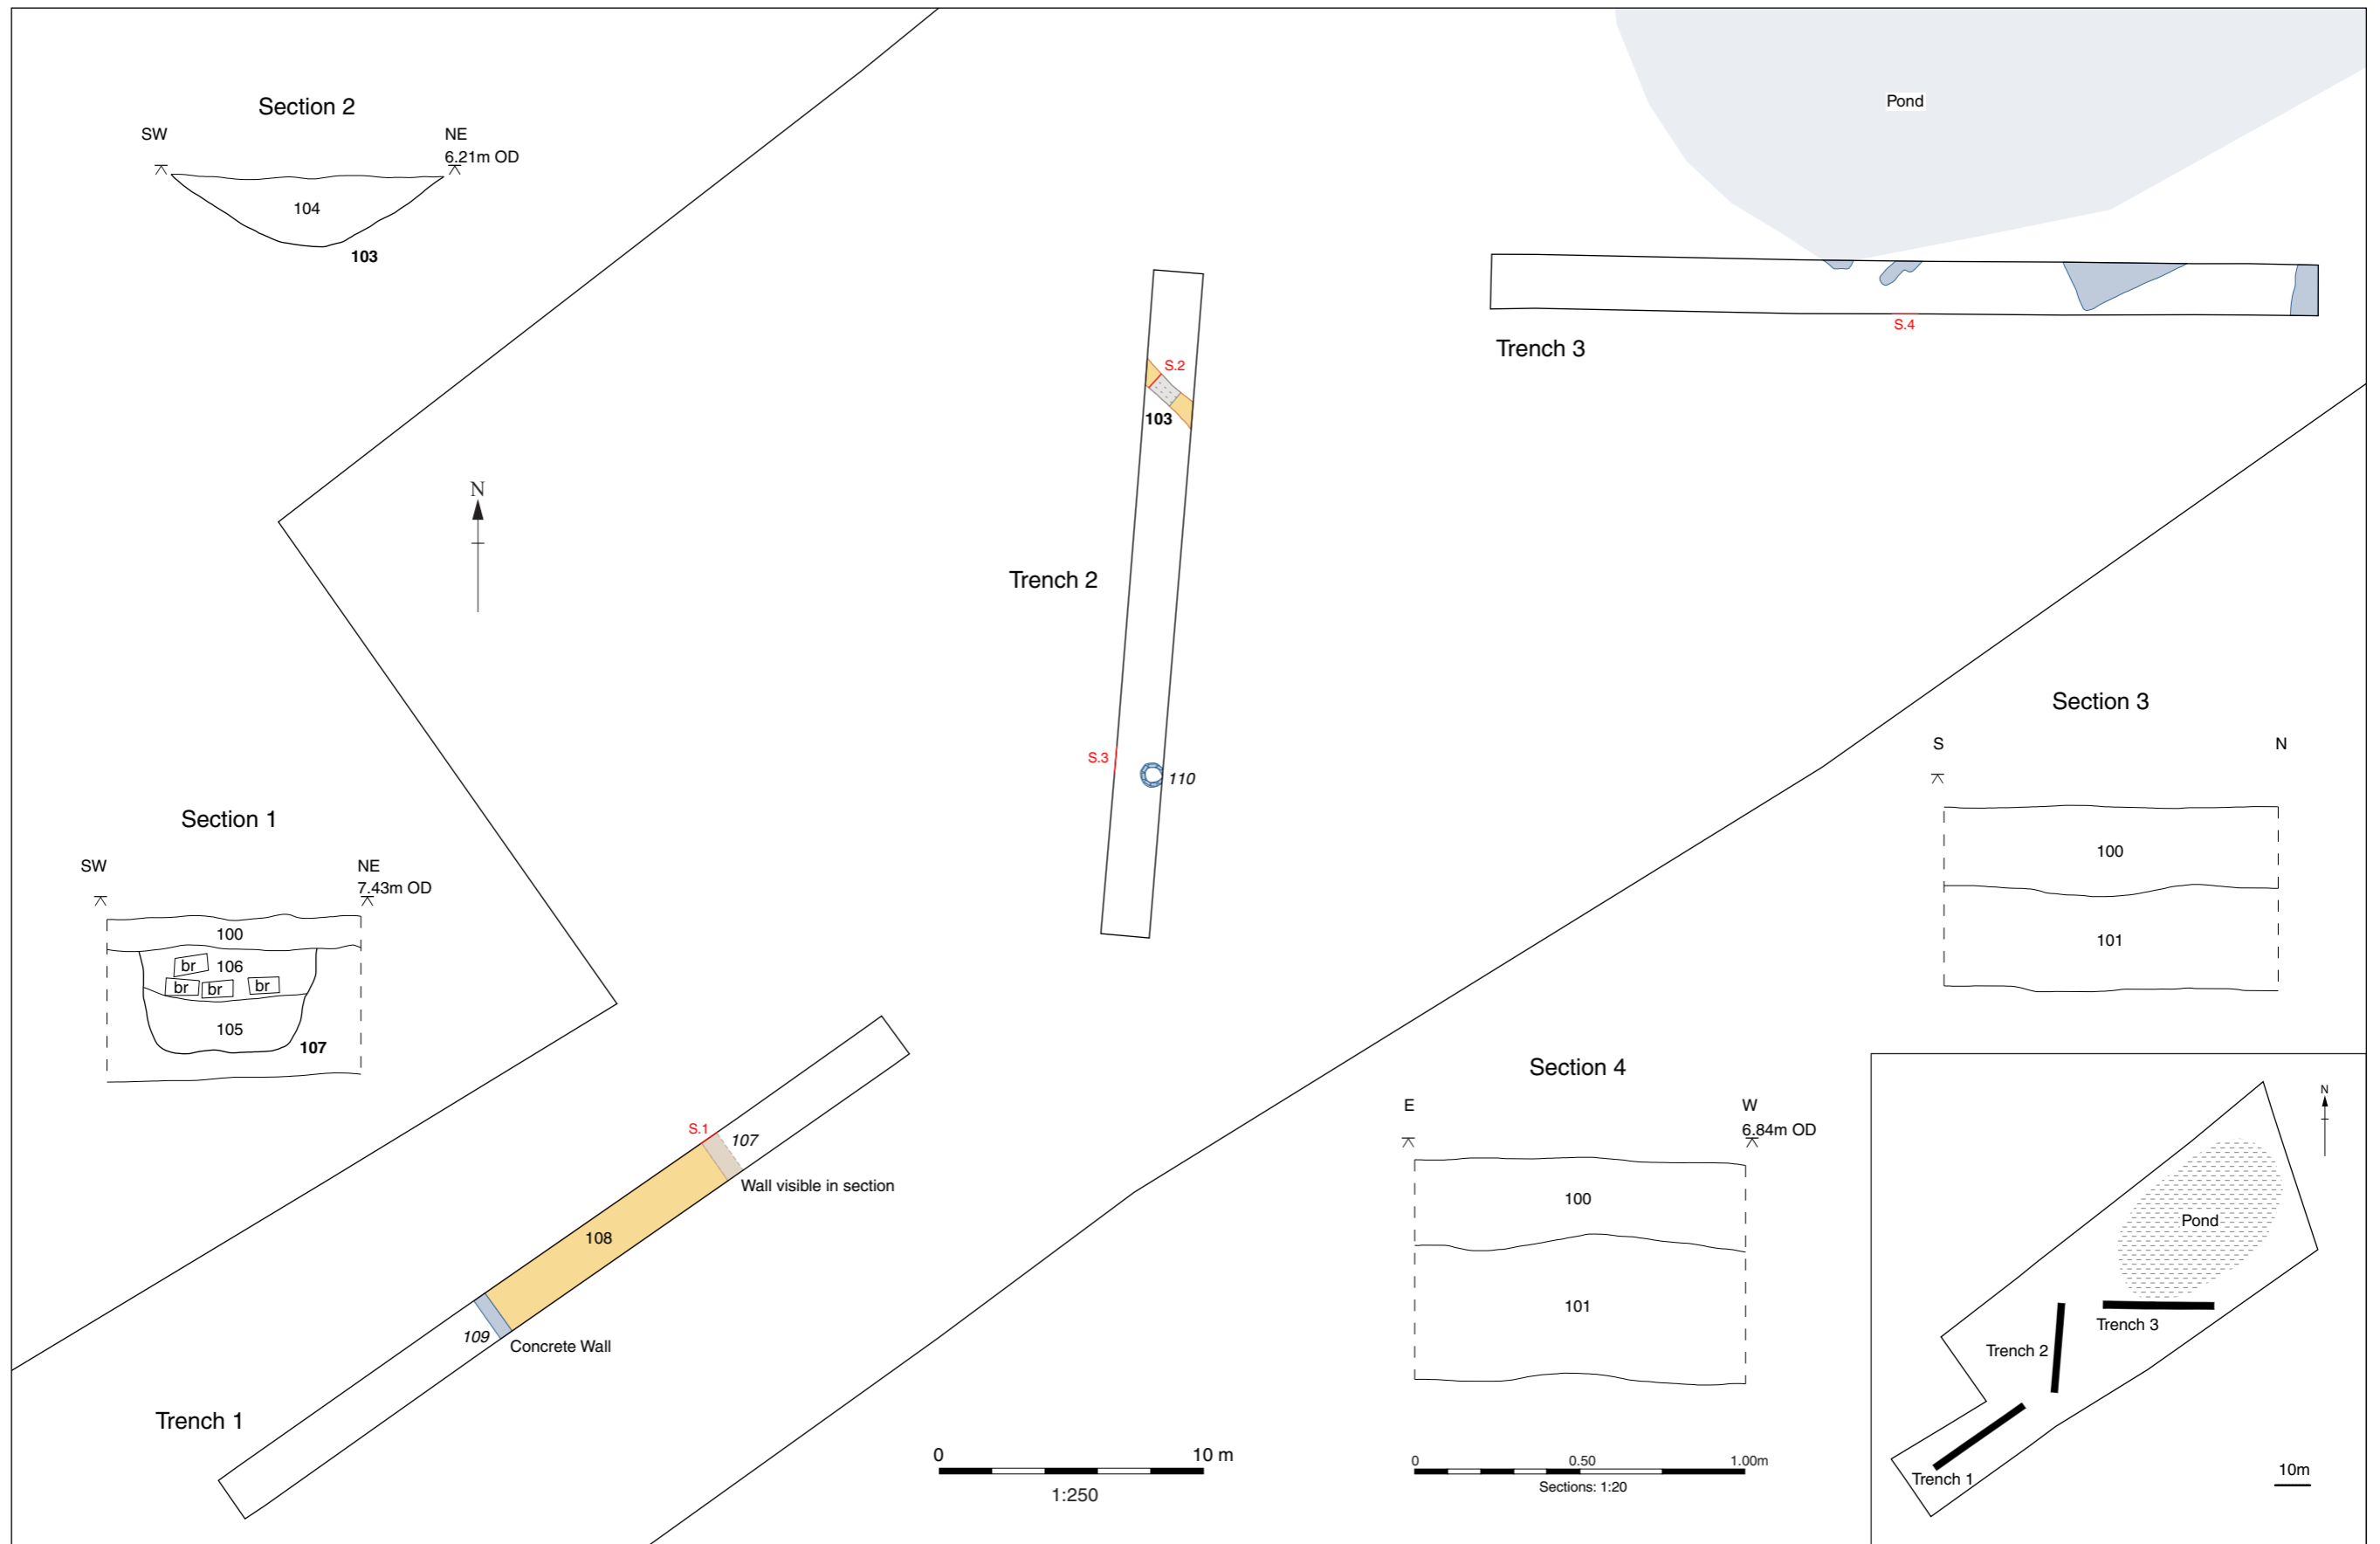 Section 2
SW
NE
6.21m OD
104
103
Pond
S.4
Trench 3
S.2
103
N
Trench 2
S.3
110
Section 3
S
N
100
101
Section 1
SW
NE
7.43m OD
100
br
106
br
br
br
105
107
S.1
107
Wall visible in section
108
109
Concrete Wall
Trench 1
Section 4
E
W
6.84m OD
100
101
0
10 m
1:250
0
0.50
1.00m
Sections: 1:20
N
Pond
Trench 3
Trench 2
Trench 1
10m